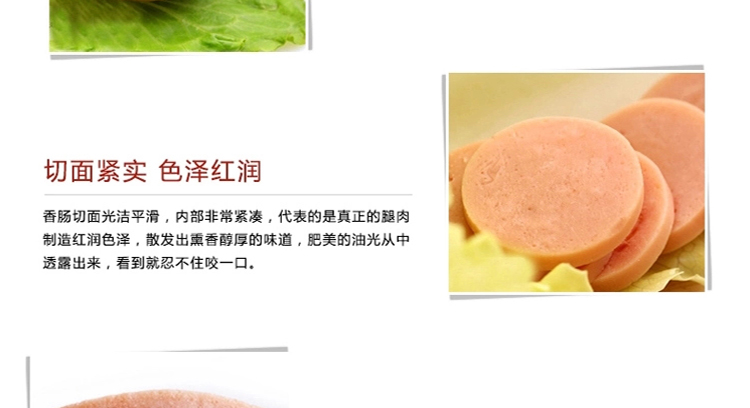 切面紧实 色泽红润
香肠切面光洁平滑，内部非常紧凑，代表的是真正的腿肉
制造红润色泽，散发出熏香醇厚的味道，肥美的油光从中
透露出来，看到就忍不住咬一口。